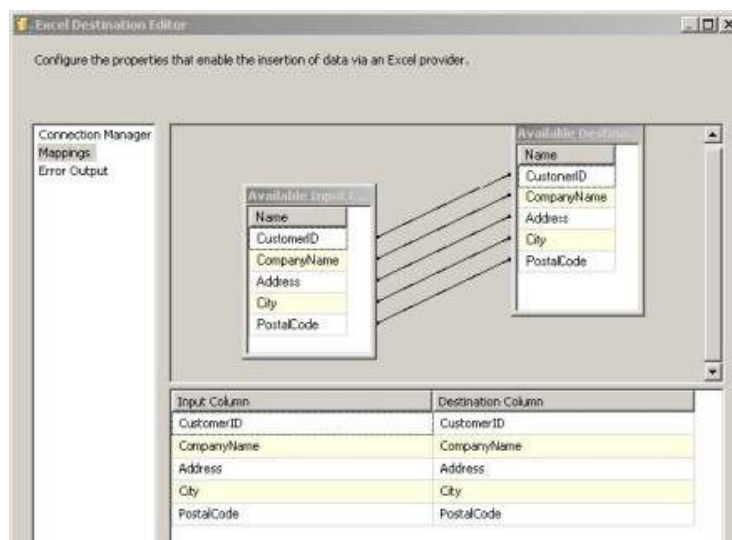 Excel Destination Editor
Configure the properties that enable the insertion of data via an Excel provider.
Connection Manager
Mappings
Error Output
Available Input
Name
CustomerID
CompanyName
Address
City
PostalCode
Available Destina...
Name
CustomerID
CompanyName
Address
City
PostalCode
Input Column Destination Column
CustomerID CustomerID
CompanyName CompanyName
Address Address
City City
PostalCode PostalCode